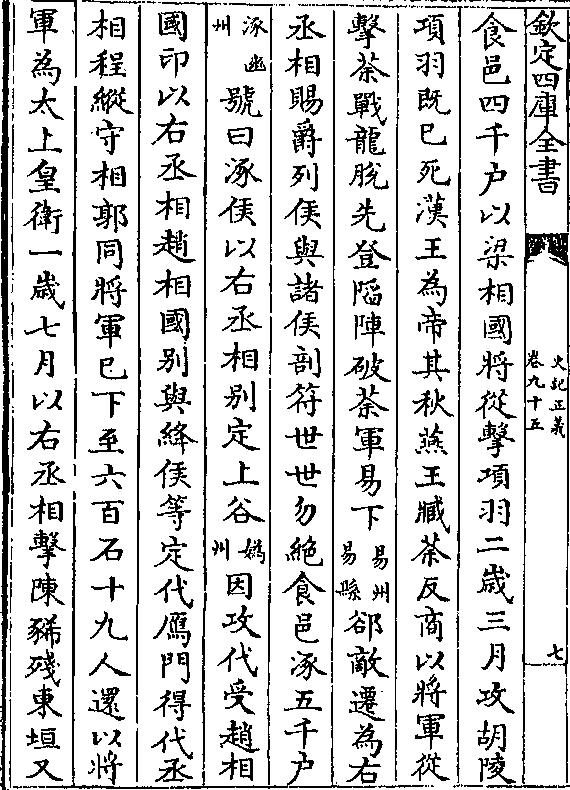 欽定四庫全書
史記正義
卷九十五
七
食邑四千户以梁相國將從擊項羽二歲三月攻胡陵
項羽既已死漢王為帝其秋燕王臧荼反商以將軍從
擊荼戰龍脫先登陷陣破荼軍易下易州易縣郤敵遷為右
丞相賜爵列侯與諸侯剖符世世勿絶食邑涿五千户
涿幽州號曰涿侯以右丞相别定上谷媯州因攻代受趙相
國印以右丞相趙相國别與絳侯等定代鴈門得代丞
相程縱守相郭同將軍已下至六百石十九人還以將
軍為太上皇衛一歲七月以右丞相擊陳豨殘東垣又